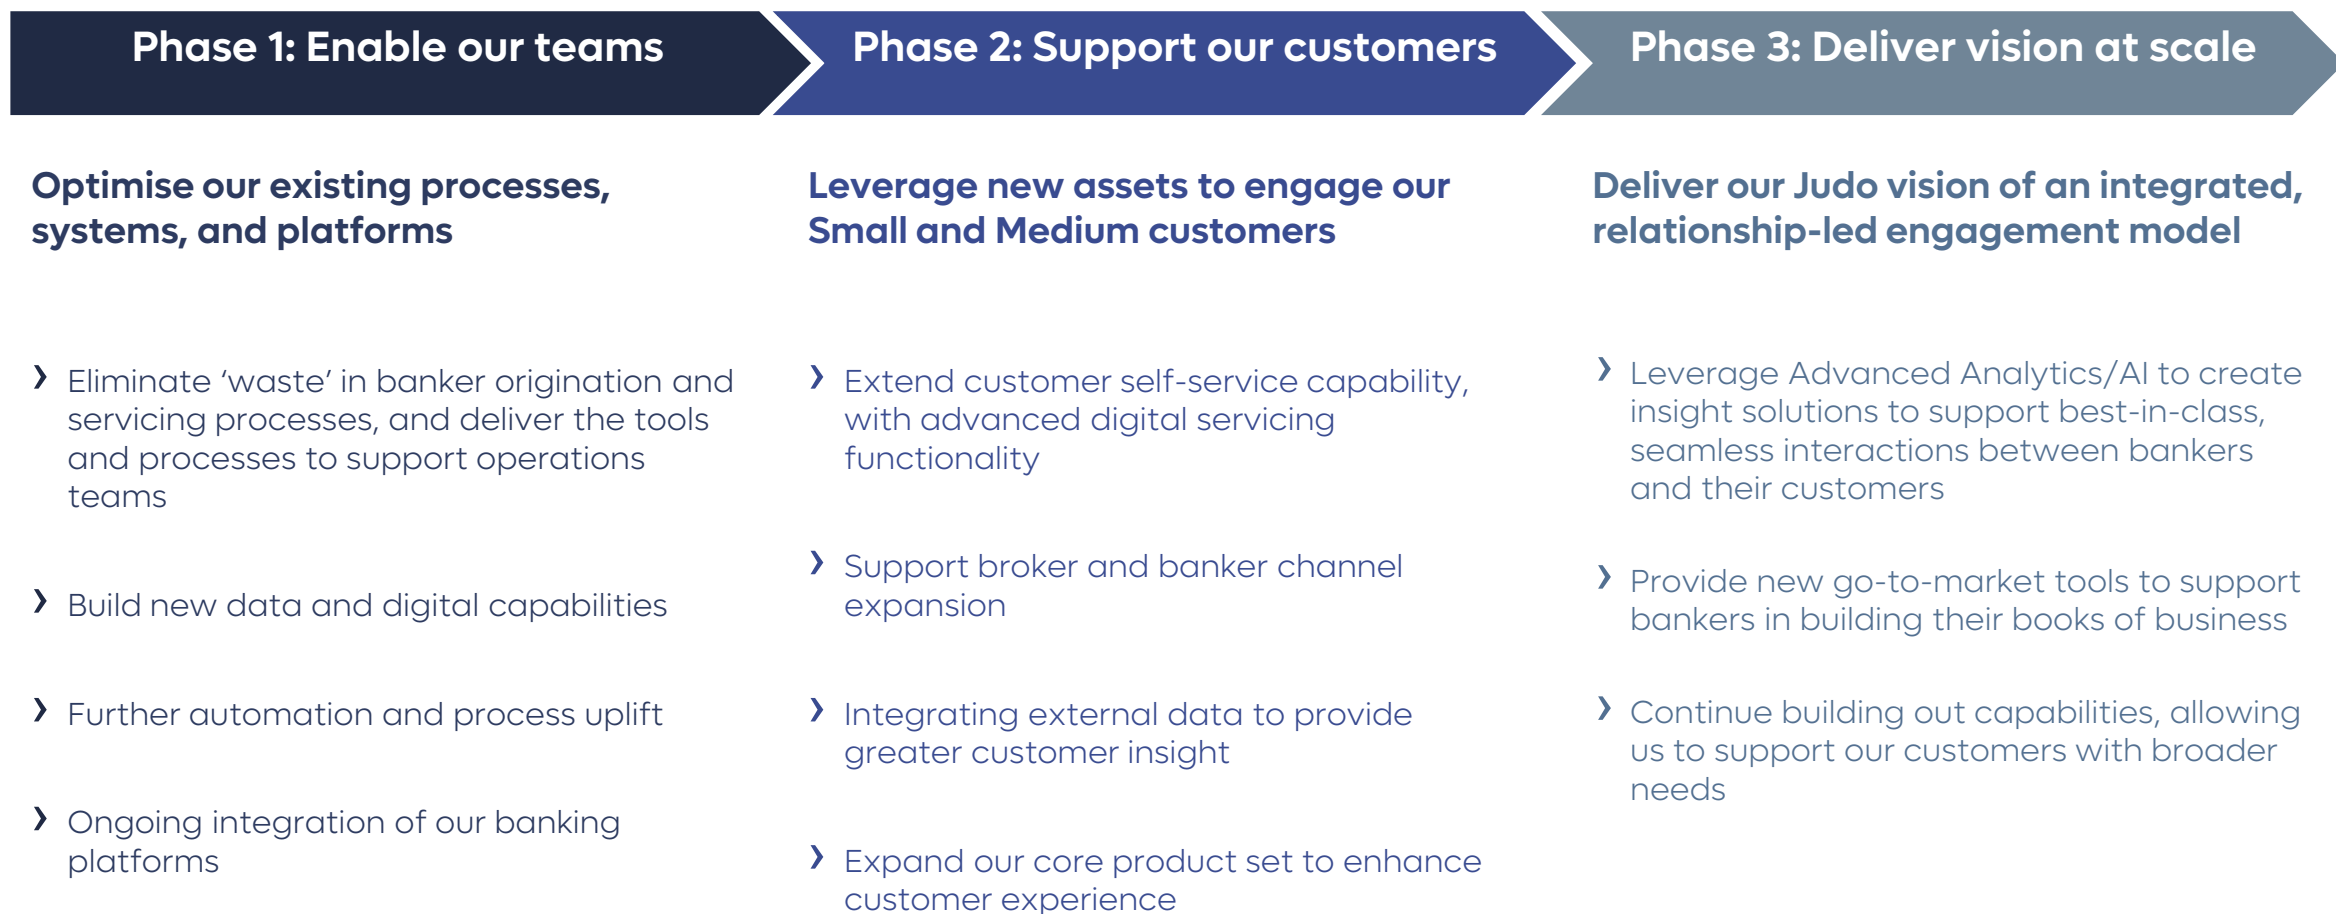 Phase 1: Enable our teams
Phase 2: Support our customers
Phase 3: Deliver vision at scale
Optimise our existing processes,
systems, and platforms
❯ Eliminate ‘waste’ in banker origination and
servicing processes, and deliver the tools
and processes to support operations
teams
❯ Build new data and digital capabilities
❯ Further automation and process uplift
❯ Ongoing integration of our banking
platforms
Leverage new assets to engage our
Small and Medium customers
❯ Extend customer self-service capability,
with advanced digital servicing
functionality
❯ Support broker and banker channel
expansion
❯ Integrating external data to provide
greater customer insight
❯ Expand our core product set to enhance
customer experience
Deliver our Judo vision of an integrated,
relationship-led engagement model
❯ Leverage Advanced Analytics/AI to create
insight solutions to support best-in-class,
seamless interactions between bankers
and their customers
❯ Provide new go-to-market tools to support
bankers in building their books of business
❯ Continue building out capabilities, allowing
us to support our customers with broader
needs